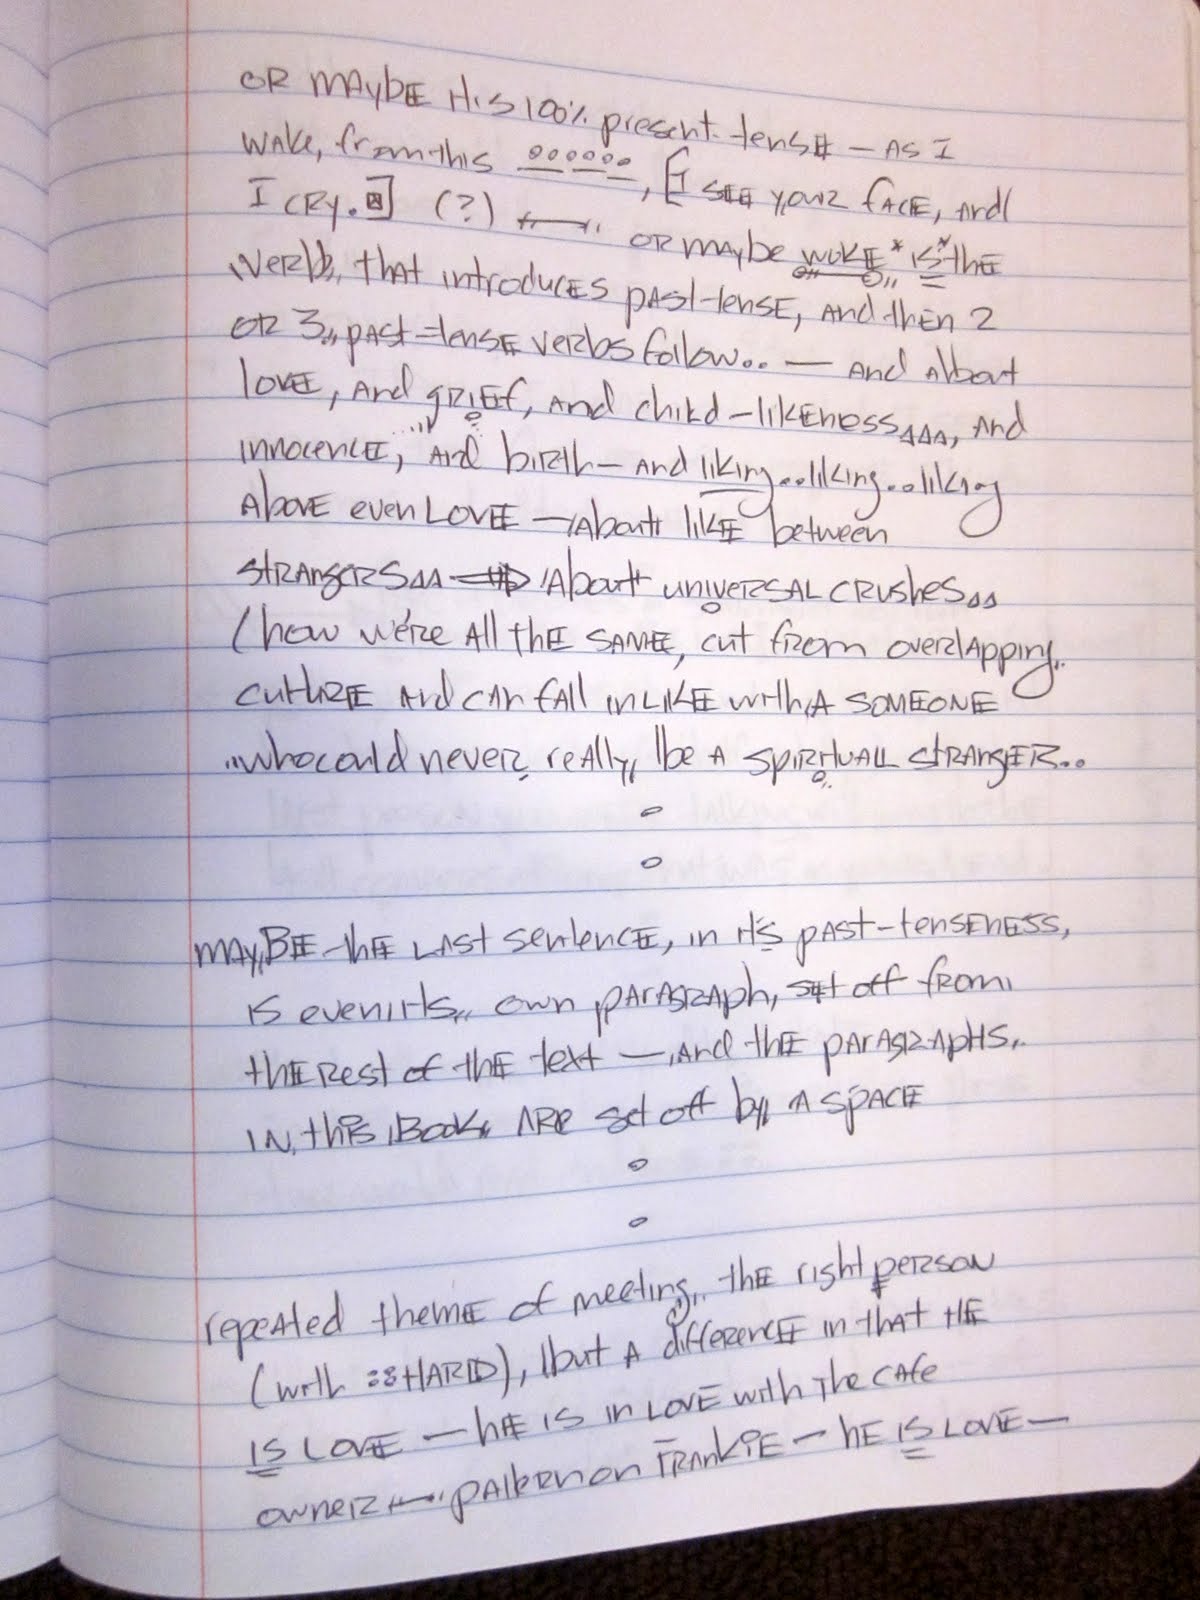 OR MAYBE it's 100% present-tense — AS I
wake, from this ______, [I SEE your FACE, and
I CRY.] (?) ← OR MAYBE WOKE* is* the
verb, that introduces past-tense, and then 2
OR 3, past-tense verbs follow.. — And About
LOVE, And GRIEF, And child-likeness, And
innocence, And birth — And liking..liking..liking
Above even LOVE — About likE between
STRANGERS => About univERSAL CRUshES
(how we're All thE SAME, cut from overlapping
CULTURE And CAN fAll in LIKE with A SOMEONE
who could never, really, be A SPIRITUAL STRANGER..
MAYBE the LAST sentence, in it's past-tensenESS,
IS even its own pARAGRAph, set off from
thE REst of thE text — And thE pARAGRAphs
IN this Book ARE set off by A SPACE
repeated themE of meeting the right person
(with ::HARD), but A differencE in that HE
IS LOVE — hE IS in LOVE with The CAfe
owner ← pattern on FRANKIE — hE IS LOVE —